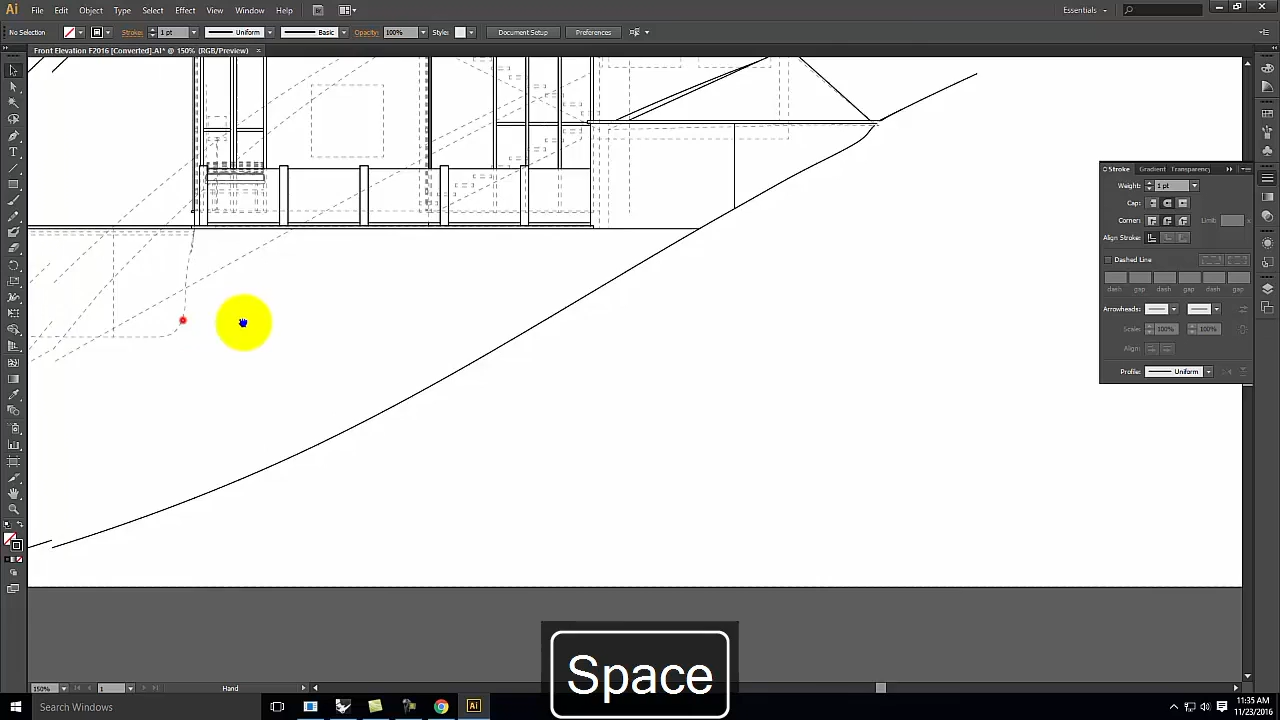 Ai File Edit Object Type Select Effect View Window Help Br Essentials
No Selection Stroke: 1 pt Uniform Basic Opacity: 100% Style: Document Setup Preferences
Front Elevation F2016 [Converted].AI* @ 150% (RGB/Preview) ×
Stroke Gradient Transparency
Weight: 1 pt
Cap:
Corner: Limit: x
Align Stroke:
Dashed Line
dash gap dash gap dash gap
Arrowheads:
Scale: 100% 100%
Align:
Profile: Uniform
Space
150% 1 Hand
Search Windows Ai 11:35 AM
11/23/2016